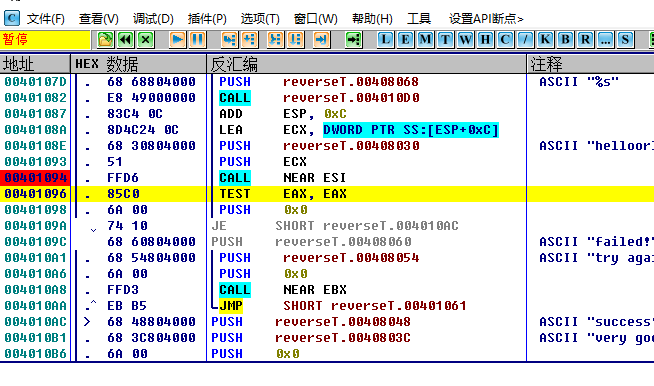 C 文件(F) 查看(V) 调试(D) 插件(P) 选项(T) 窗口(W) 帮助(H) 工具 设置API断点>
暂停 L E M T W H C / K B R ... S
地址 HEX 数据 反汇编 注释
0040107D . 68 68804000 PUSH reverseT.00408068 ASCII "%s"
00401082 . E8 49000000 CALL reverseT.004010D0
00401087 . 83C4 0C ADD ESP, 0xC
0040108A . 8D4C24 0C LEA ECX, DWORD PTR SS:[ESP+0xC]
0040108E . 68 30804000 PUSH reverseT.00408030 ASCII "helloor
00401093 . 51 PUSH ECX
00401094 . FFD6 CALL NEAR ESI
00401096 . 85C0 TEST EAX, EAX
00401098 . 6A 00 PUSH 0x0
0040109A . 74 10 JE SHORT reverseT.004010AC
0040109C . 68 60804000 PUSH reverseT.00408060 ASCII "failed!"
004010A1 . 68 54804000 PUSH reverseT.00408054 ASCII "try agai
004010A6 . 6A 00 PUSH 0x0
004010A8 . FFD3 CALL NEAR EBX
004010AA .^ EB B5 JMP SHORT reverseT.00401061
004010AC > 68 48804000 PUSH reverseT.00408048 ASCII "success"
004010B1 . 68 3C804000 PUSH reverseT.0040803C ASCII "very goo
004010B6 . 6A 00 PUSH 0x0